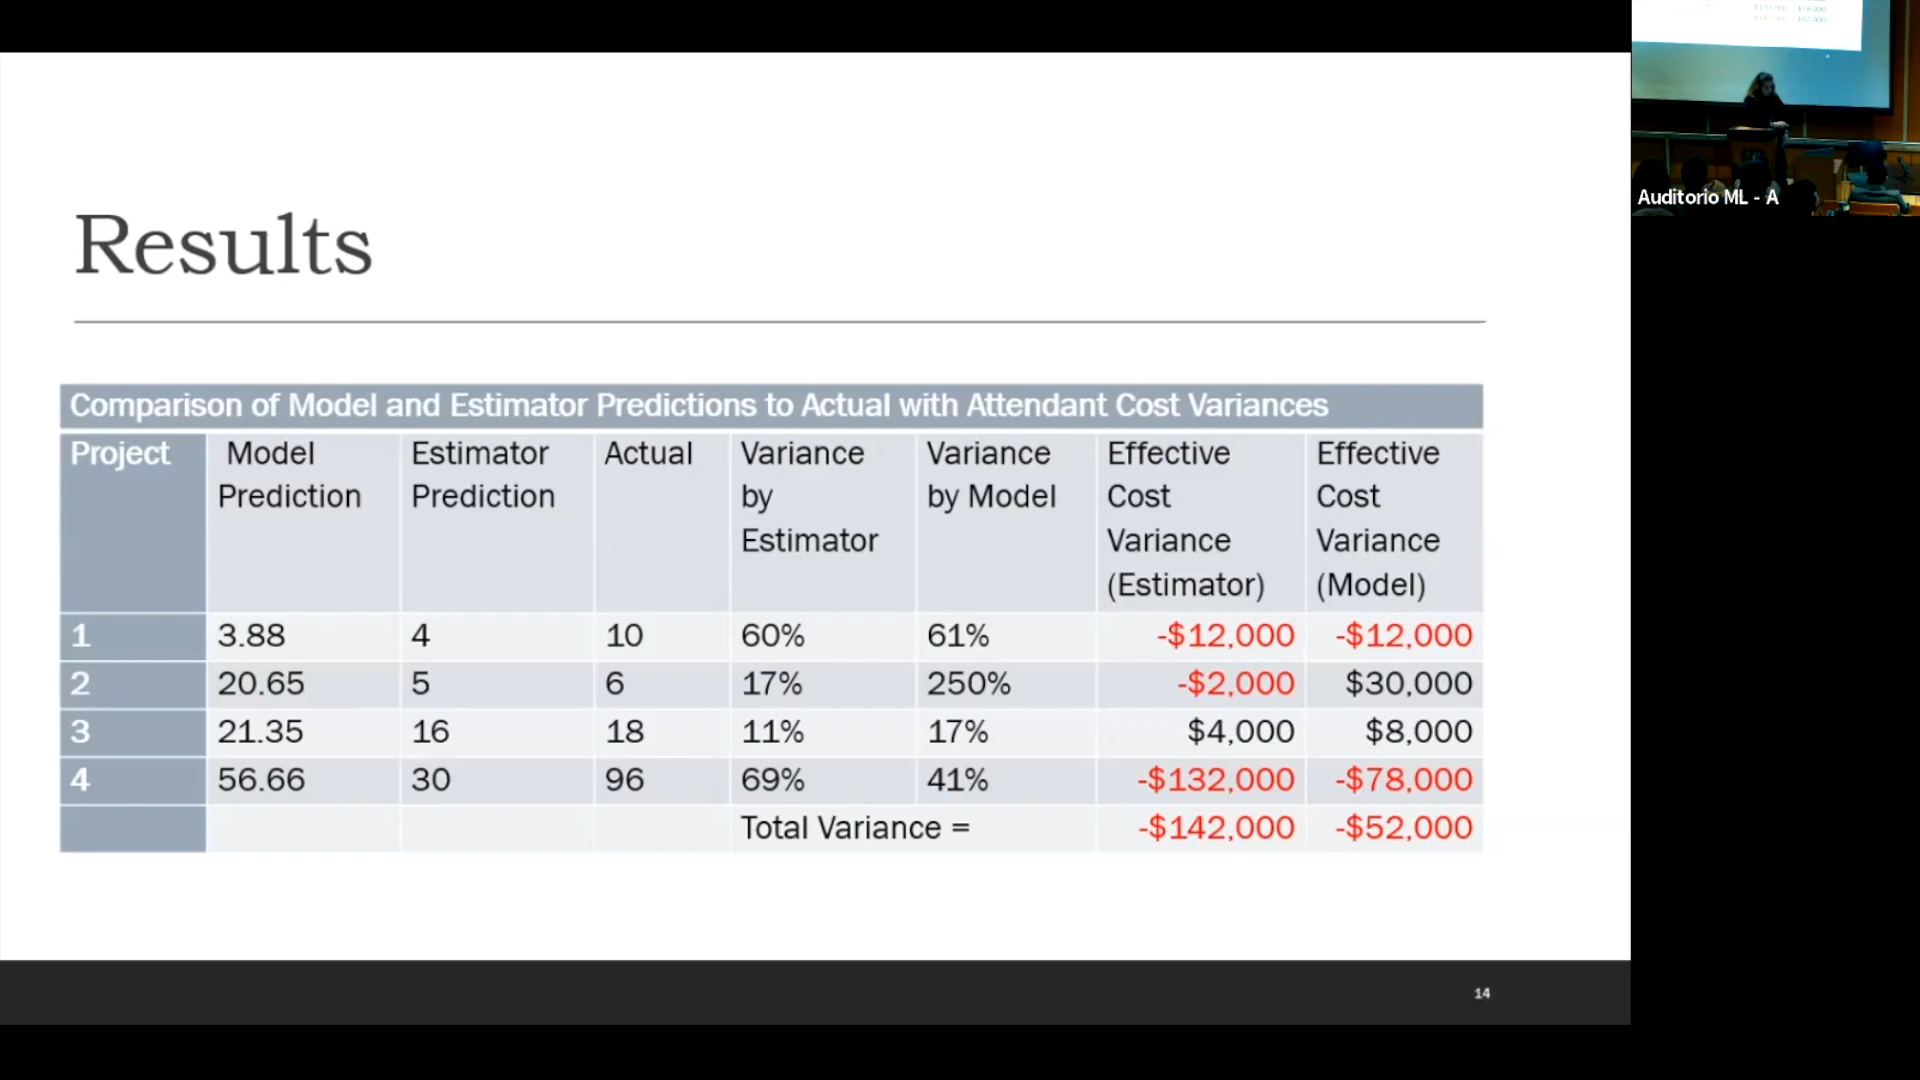 Results
Comparison of Model and Estimator Predictions to Actual with Attendant Cost Variances
Project Model Prediction Estimator Prediction Actual Variance by Estimator Variance by Model Effective Cost Variance (Estimator) Effective Cost Variance (Model)
1 3.88 4 10 60% 61% -$12,000 -$12,000
2 20.65 5 6 17% 250% -$2,000 $30,000
3 21.35 16 18 11% 17% $4,000 $8,000
4 56.66 30 96 69% 41% -$132,000 -$78,000
Total Variance = -$142,000 -$52,000
14
Auditorio ML - A